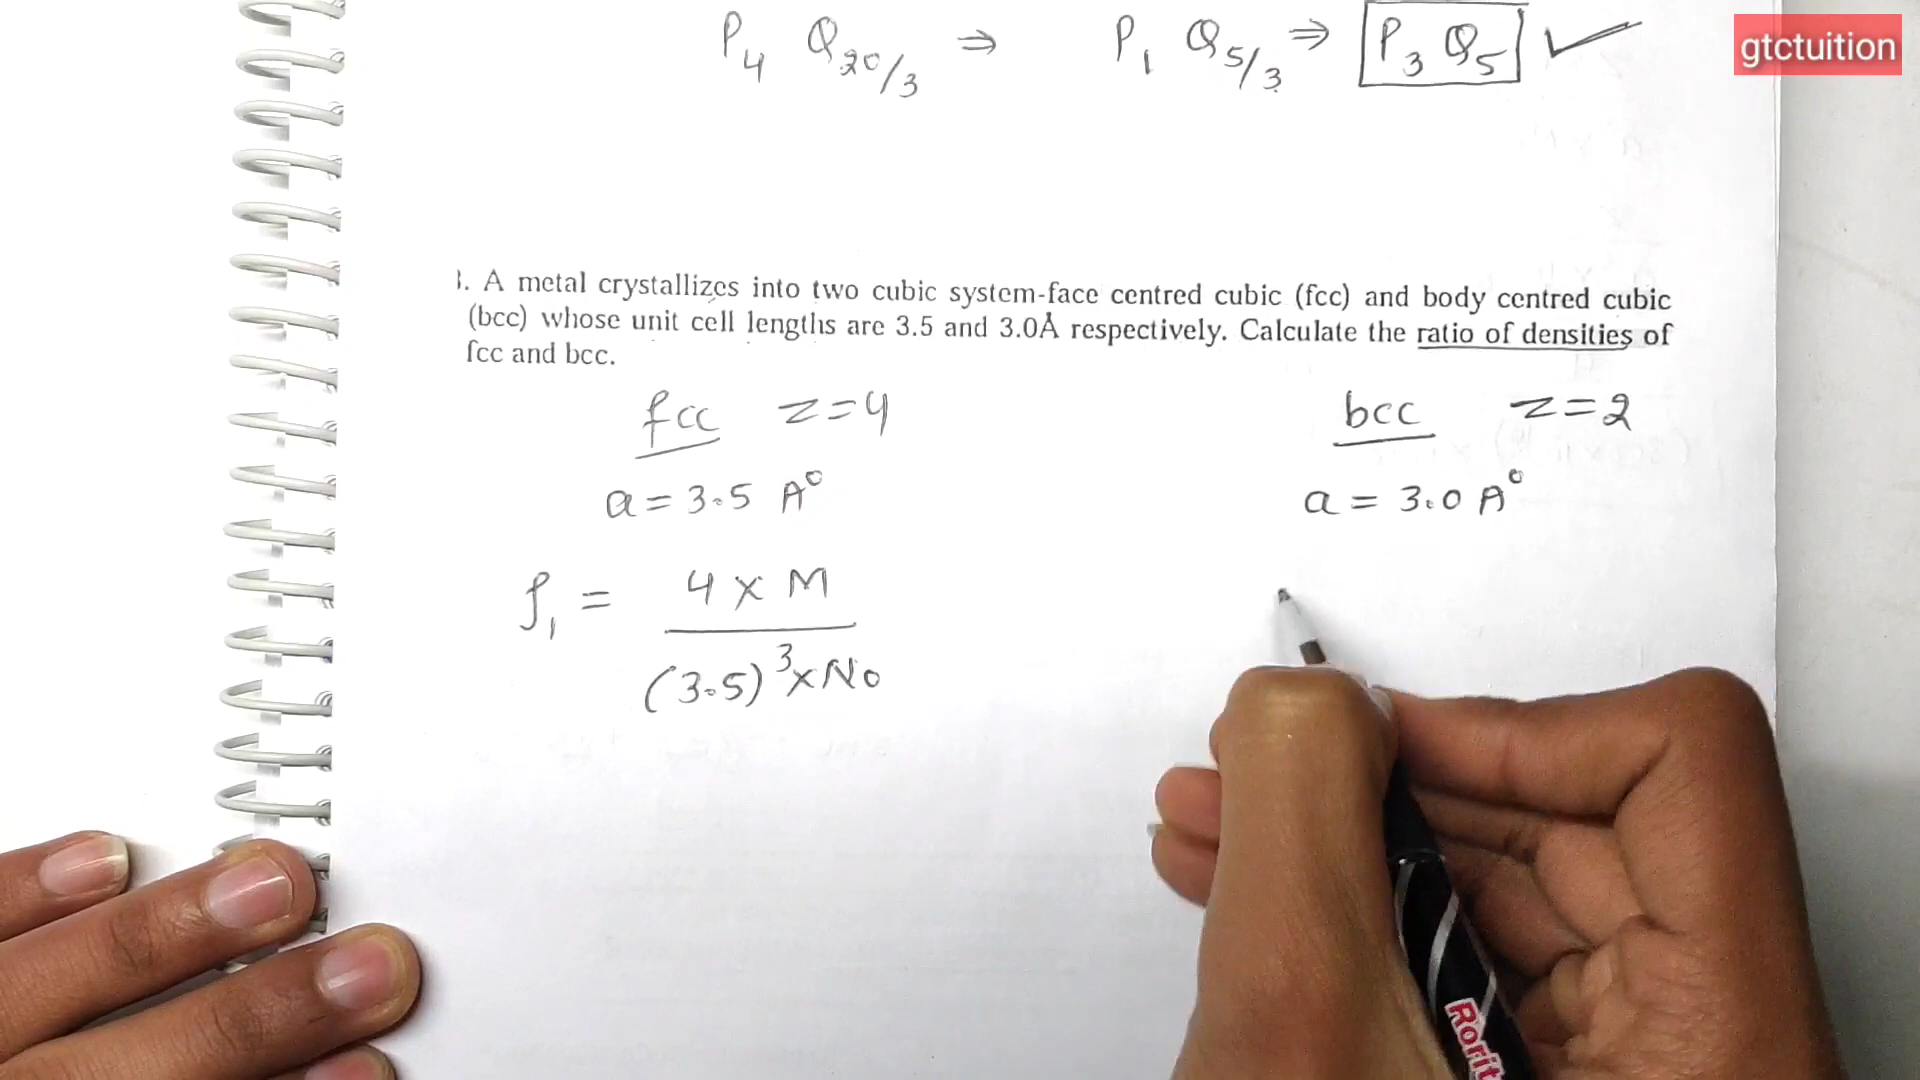 P4 Q20/3 ⇒ P1 Q5/3 ⇒ P3 Q5 ✓
gtctuition
. A metal crystallizes into two cubic system-face centred cubic (fcc) and body centred cubic
(bcc) whose unit cell lengths are 3.5 and 3.0Å respectively. Calculate the ratio of densities of
fcc and bcc.
fcc z=4
bcc z=2
a = 3.5 A°
a = 3.0 A°
ρ1 = 4 × M
(3.5)³ × No
Rorit